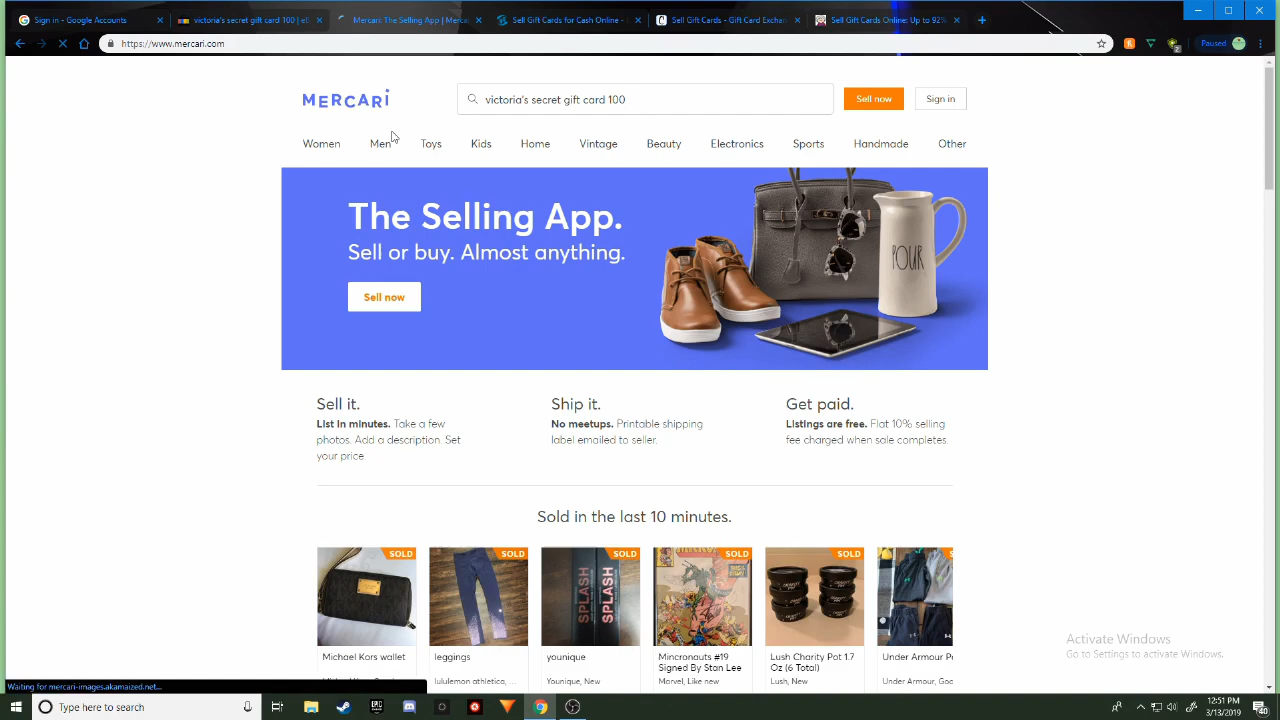 Sign in - Google Accounts
victoria's secret gift card 100 | eB
Mercari: The Selling App | Merca
Sell Gift Cards for Cash Online -
Sell Gift Cards - Gift Card Exchan
Sell Gift Cards Online: Up to 92%
https://www.mercari.com
Paused
MERCARI
victoria's secret gift card 100
Sell now
Sign in
Women Men Toys Kids Home Vintage Beauty Electronics Sports Handmade Other
The Selling App.
Sell or buy. Almost anything.
Sell now
POUR
Sell it.
List in minutes. Take a few
photos. Add a description. Set
your price
Ship it.
No meetups. Printable shipping
label emailed to seller.
Get paid.
Listings are free. Flat 10% selling
fee charged when sale completes.
Sold in the last 10 minutes.
SOLD SOLD SOLD SOLD SOLD
SPLASH SPLASH
Michael Kors wallet
leggings
lululemon athletica, ...
younique
Younique, New
Mincronauts #19
Signed By Stan Lee
Marvel, Like new
Lush Charity Pot 1.7
Oz (6 Total)
Lush, New
Under Armour Po
Under Armour, Goo
Activate Windows
Go to Settings to activate Windows.
Waiting for mercari-images.akamaized.net...
Type here to search
EPIC
12:51 PM
3/13/2019
40